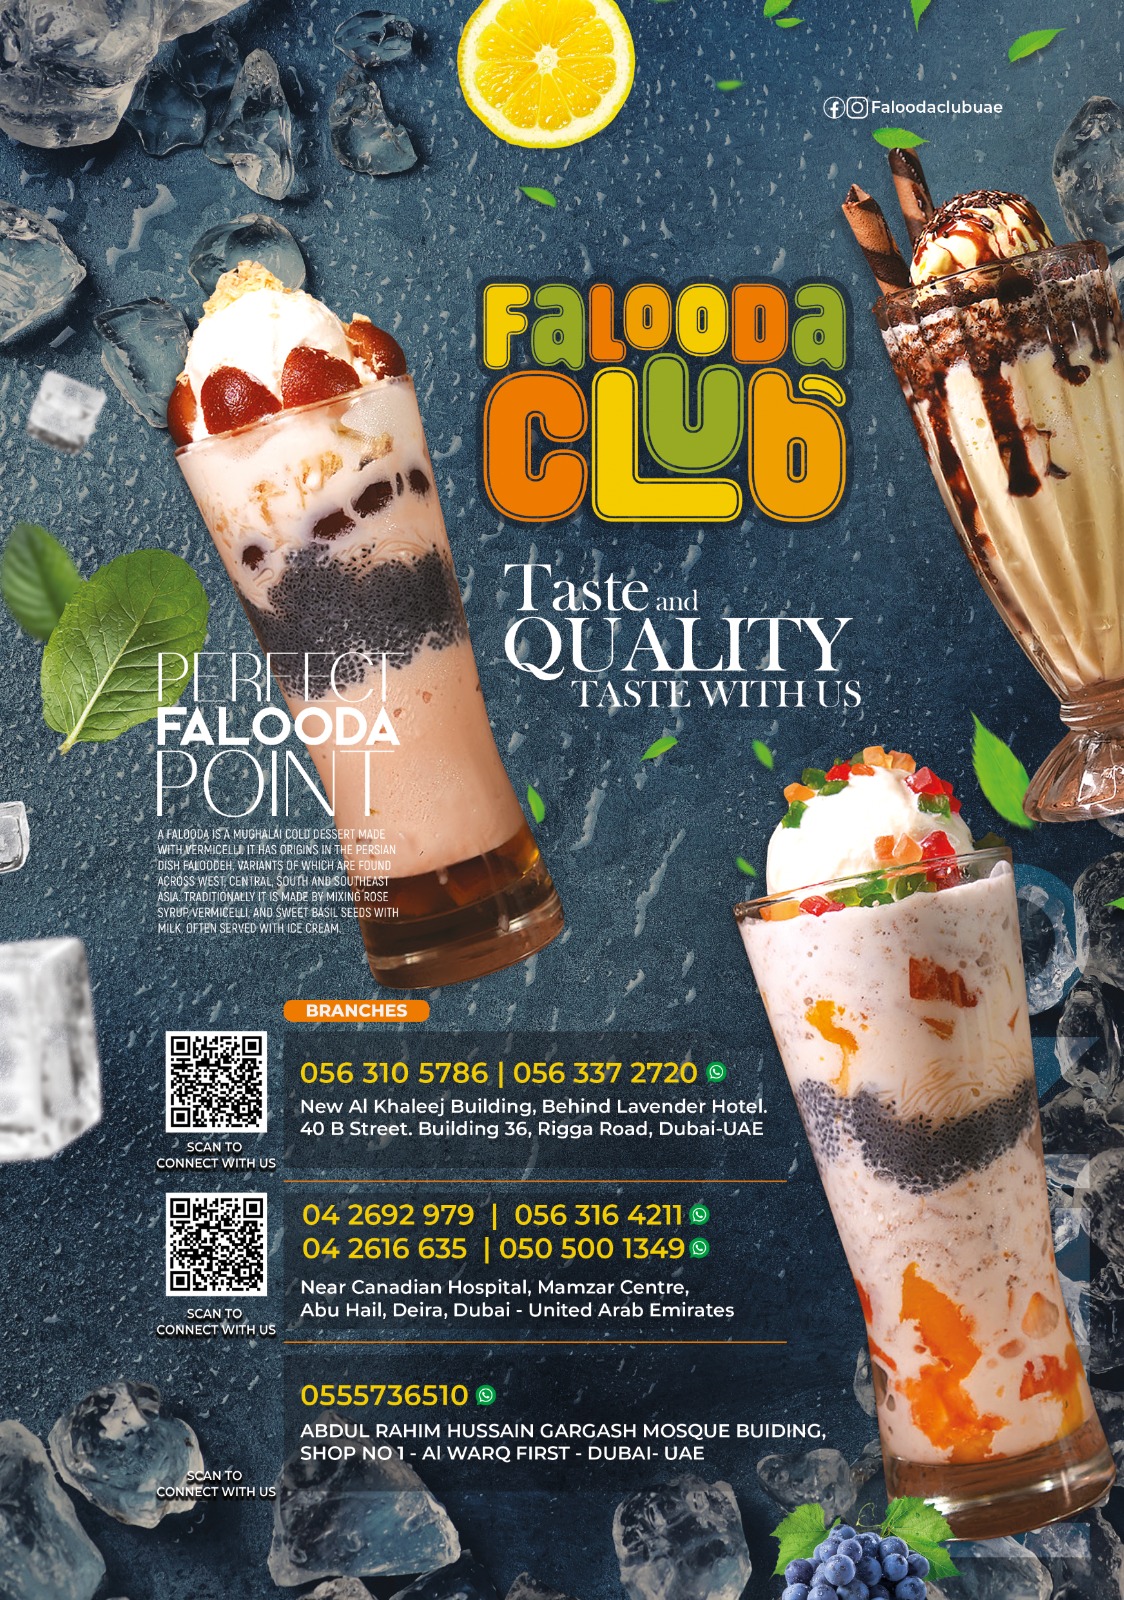 Faloodaclubuae
FALOODA
CLUB
Taste and
QUALITY
TASTE WITH US
PERFECT
FALOODA
POINT
A FALOODA IS A MUGHALAI COLD DESSERT MADE
WITH VERMICELLI. IT HAS ORIGINS IN THE PERSIAN
DISH FALOODEH, VARIANTS OF WHICH ARE FOUND
ACROSS WEST, CENTRAL, SOUTH AND SOUTHEAST
ASIA. TRADITIONALLY IT IS MADE BY MIXING ROSE
SYRUP, VERMICELLI, AND SWEET BASIL SEEDS WITH
MILK, OFTEN SERVED WITH ICE CREAM.
BRANCHES
056 310 5786 | 056 337 2720
New Al Khaleej Building, Behind Lavender Hotel.
40 B Street. Building 36, Rigga Road, Dubai-UAE
SCAN TO
CONNECT WITH US
04 2692 979 | 056 316 4211
04 2616 635 | 050 500 1349
Near Canadian Hospital, Mamzar Centre,
Abu Hail, Deira, Dubai - United Arab Emirates
SCAN TO
CONNECT WITH US
0555736510
ABDUL RAHIM HUSSAIN GARGASH MOSQUE BUIDING,
SHOP NO 1 - Al WARQ FIRST - DUBAI- UAE
SCAN TO
CONNECT WITH US